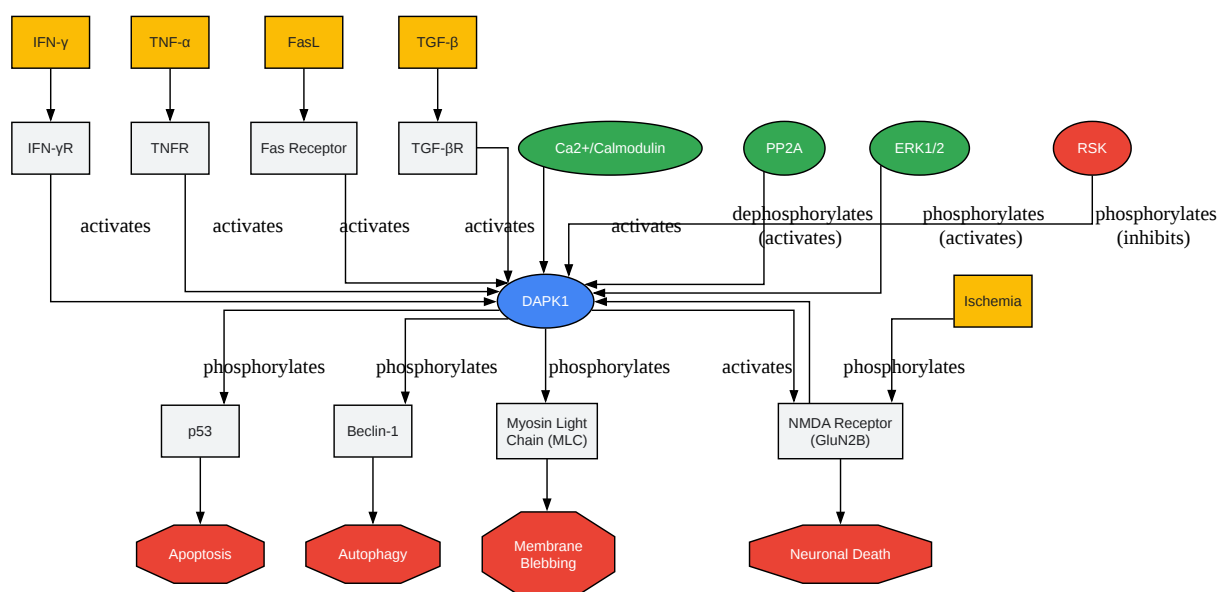 IFN-γ
TNF-α
FasL
TGF-β
IFN-γR
TNFR
Fas Receptor
TGF-βR
Ca2+/Calmodulin
PP2A
ERK1/2
RSK
activates
activates
activates
activates
activates
dephosphorylates
(activates)
phosphorylates
(activates)
phosphorylates
(inhibits)
DAPK1
Ischemia
phosphorylates
phosphorylates
phosphorylates
activates
phosphorylates
p53
Beclin-1
Myosin Light
Chain (MLC)
NMDA Receptor
(GluN2B)
Apoptosis
Autophagy
Membrane
Blebbing
Neuronal Death